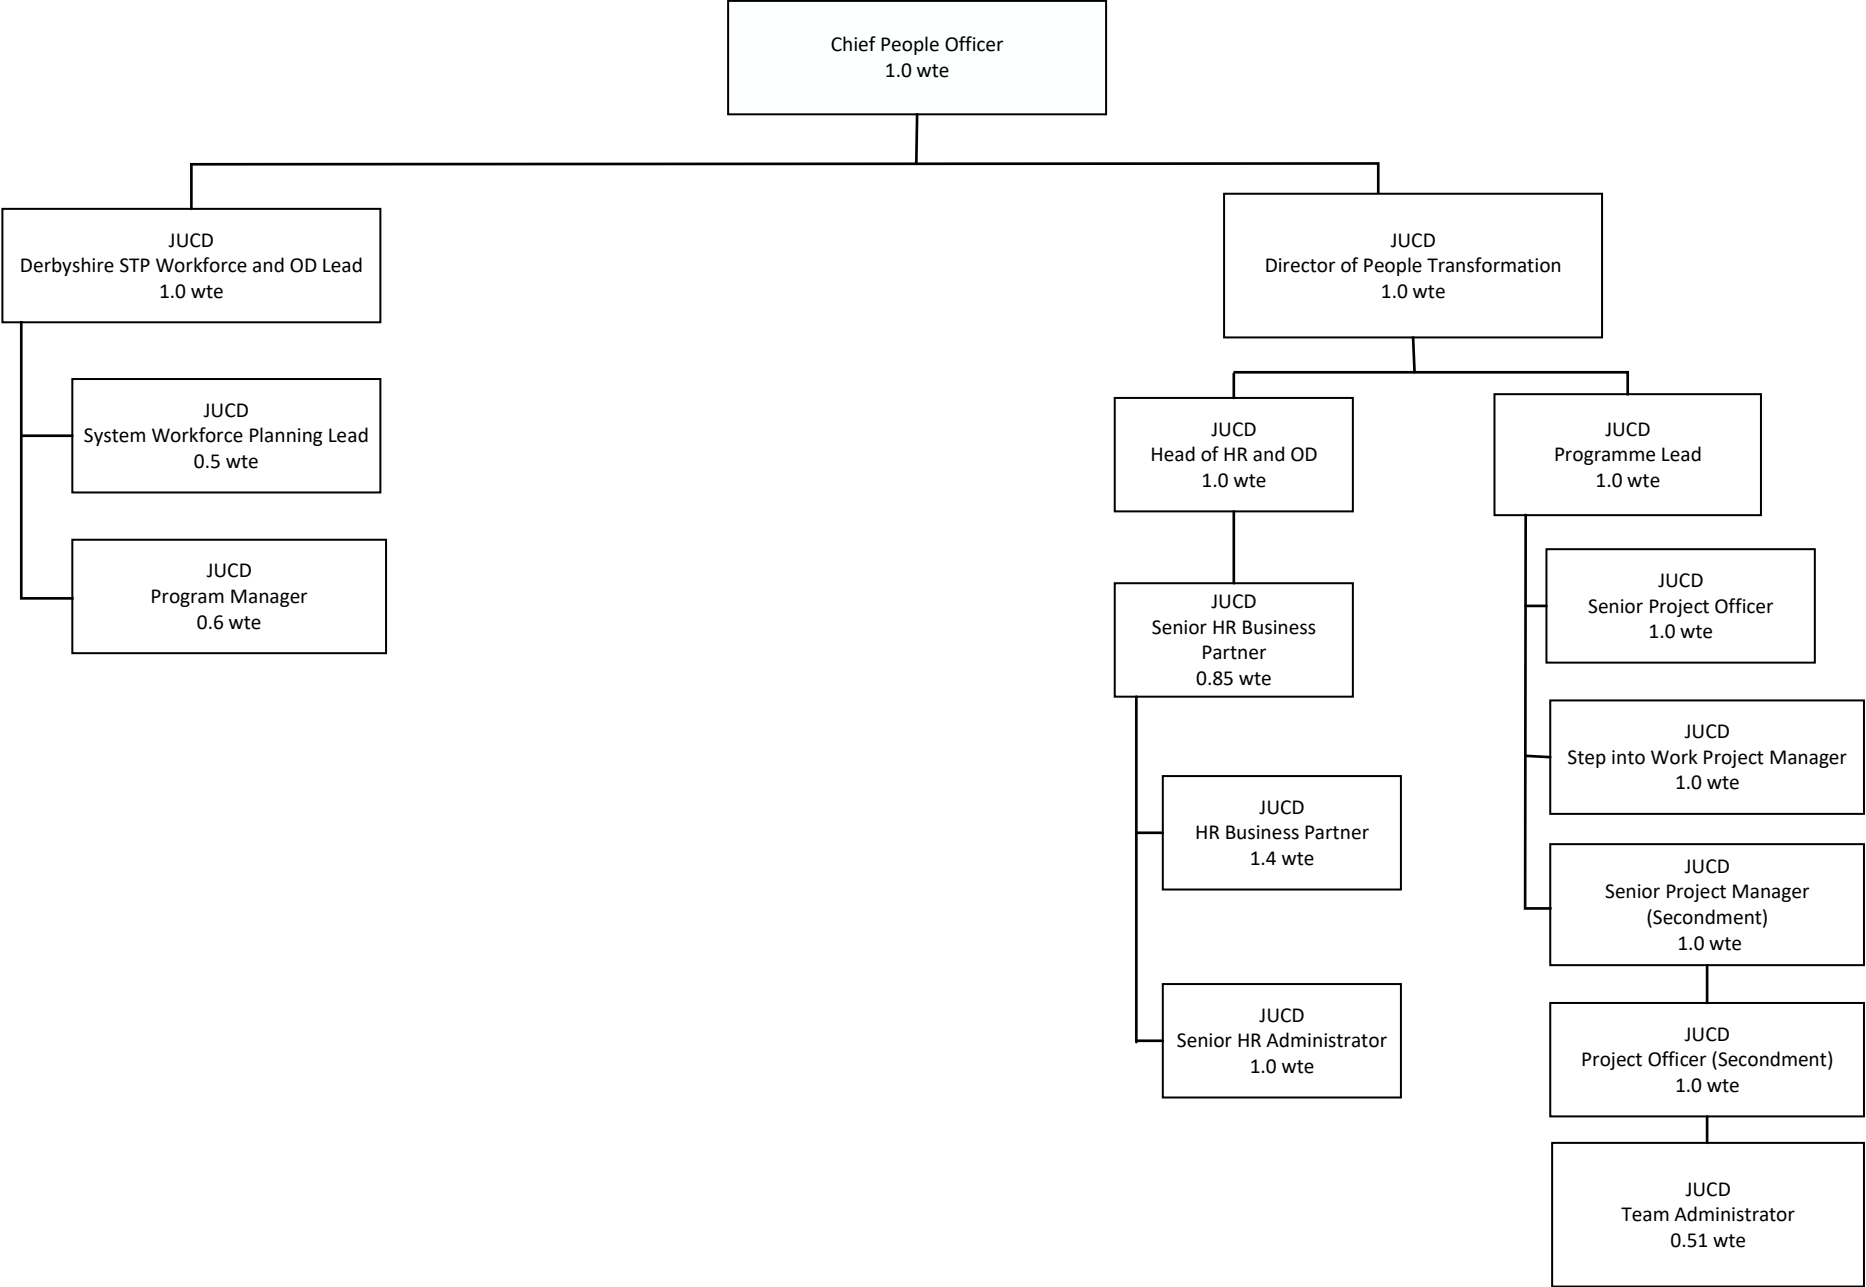 Chief People Officer
1.0 wte
JUCD
Derbyshire STP Workforce and OD Lead
1.0 wte
JUCD
System Workforce Planning Lead
0.5 wte
JUCD
Program Manager
0.6 wte
JUCD
Director of People Transformation
1.0 wte
JUCD
Head of HR and OD
1.0 wte
JUCD
Senior HR Business
Partner
0.85 wte
JUCD
HR Business Partner
1.4 wte
JUCD
Senior HR Administrator
1.0 wte
JUCD
Programme Lead
1.0 wte
JUCD
Senior Project Officer
1.0 wte
JUCD
Step into Work Project Manager
1.0 wte
JUCD
Senior Project Manager
(Secondment)
1.0 wte
JUCD
Project Officer (Secondment)
1.0 wte
JUCD
Team Administrator
0.51 wte